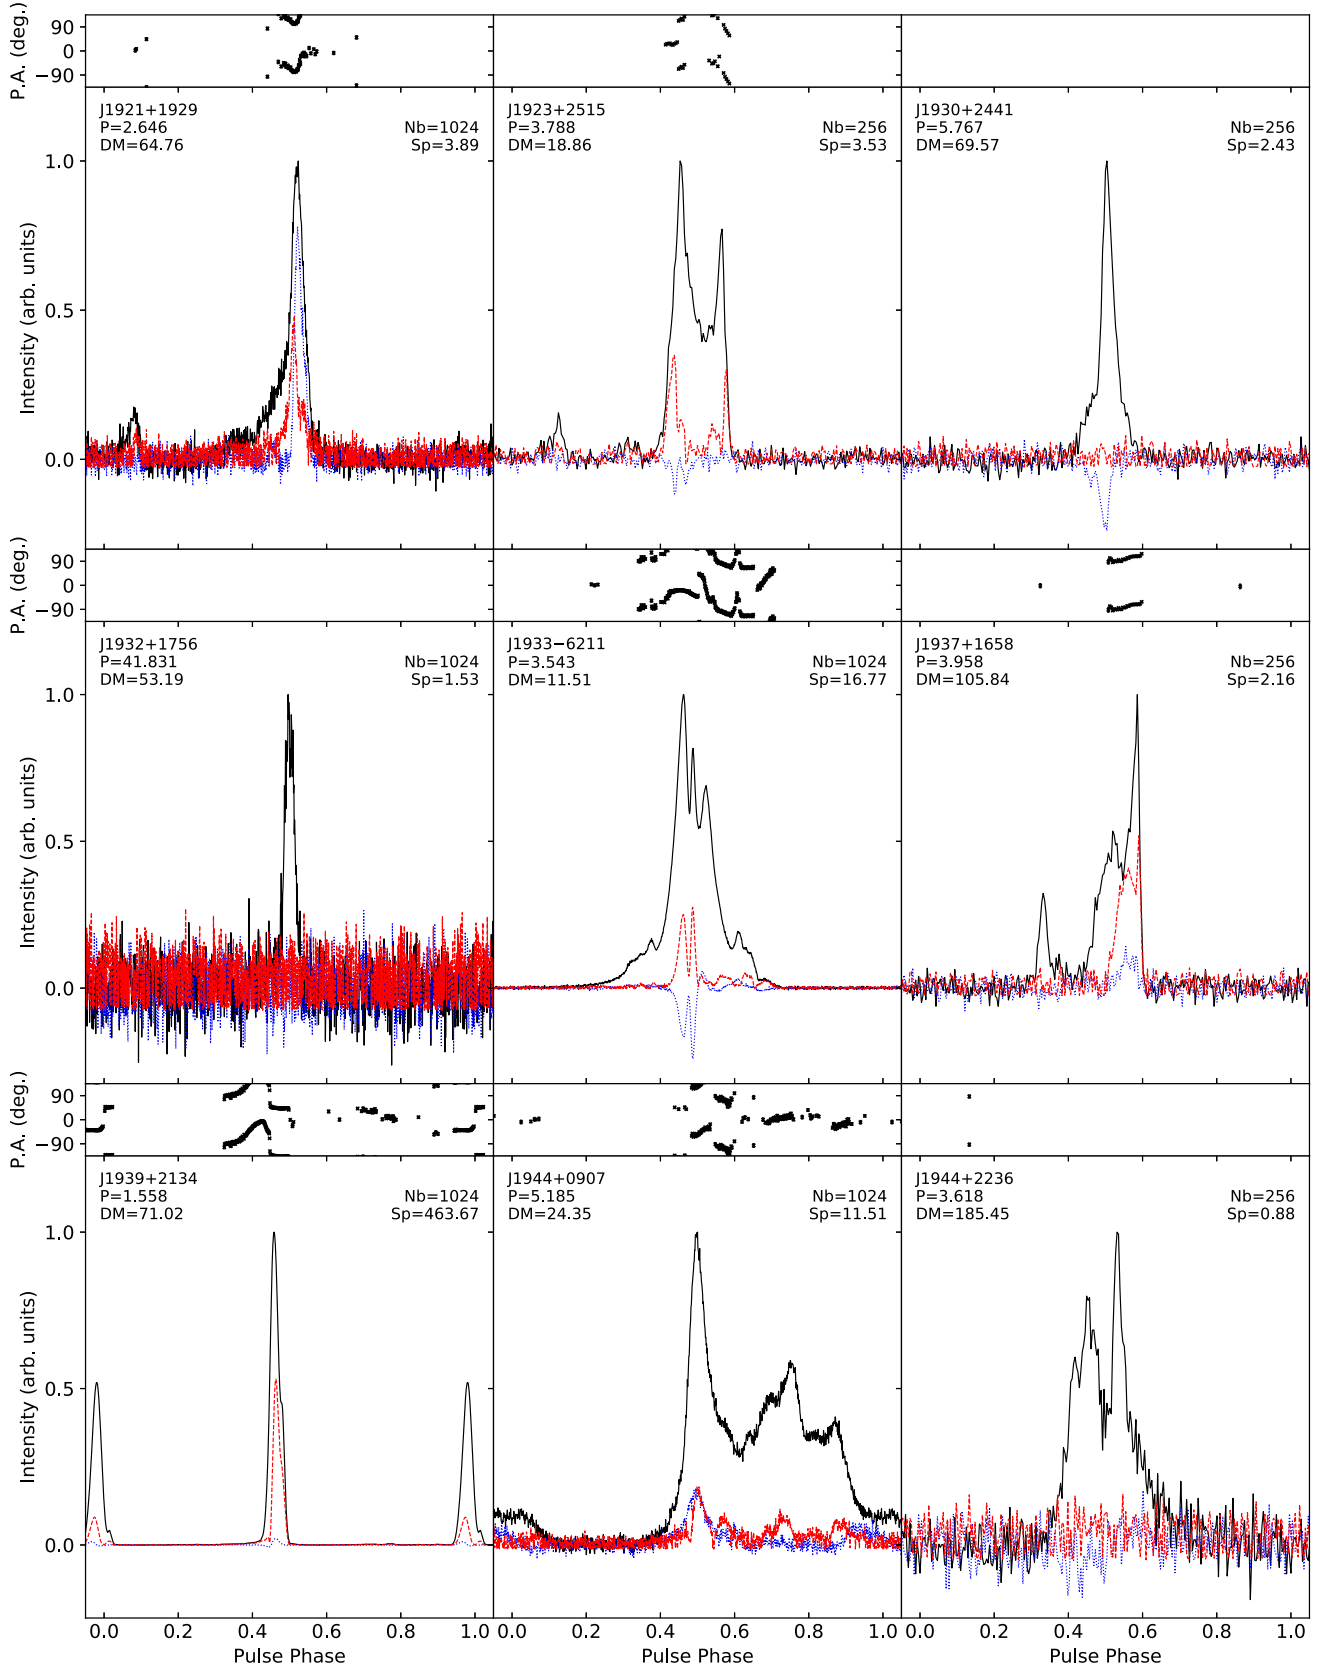 P.A. (deg.)
90
0
−90
J1921+1929
P=2.646
DM=64.76
Nb=1024
Sp=3.89
J1923+2515
P=3.788
DM=18.86
Nb=256
Sp=3.53
J1930+2441
P=5.767
DM=69.57
Nb=256
Sp=2.43
Intensity (arb. units)
1.0
0.5
0.0
P.A. (deg.)
90
0
−90
J1932+1756
P=41.831
DM=53.19
Nb=1024
Sp=1.53
J1933−6211
P=3.543
DM=11.51
Nb=1024
Sp=16.77
J1937+1658
P=3.958
DM=105.84
Nb=256
Sp=2.16
Intensity (arb. units)
1.0
0.5
0.0
P.A. (deg.)
90
0
−90
J1939+2134
P=1.558
DM=71.02
Nb=1024
Sp=463.67
J1944+0907
P=5.185
DM=24.35
Nb=1024
Sp=11.51
J1944+2236
P=3.618
DM=185.45
Nb=256
Sp=0.88
Intensity (arb. units)
1.0
0.5
0.0
0.0 0.2 0.4 0.6 0.8 1.0
0.0 0.2 0.4 0.6 0.8 1.0
0.0 0.2 0.4 0.6 0.8 1.0
Pulse Phase
Pulse Phase
Pulse Phase